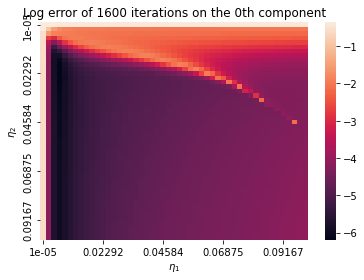 Log error of 1600 iterations on the 0th component
1e-05
0.02292
0.04584
0.06875
0.09167
η₂
1e-05
0.02292
0.04584
0.06875
0.09167
η₁
−1
−2
−3
−4
−5
−6